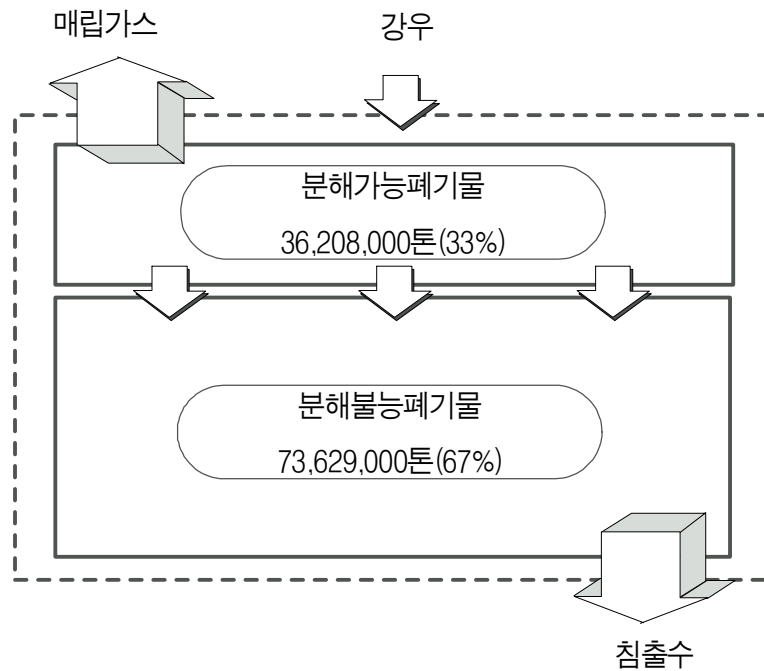 매립가스
강우
분해가능폐기물
36,208,000톤(33%)
분해불능폐기물
73,629,000톤(67%)
침출수